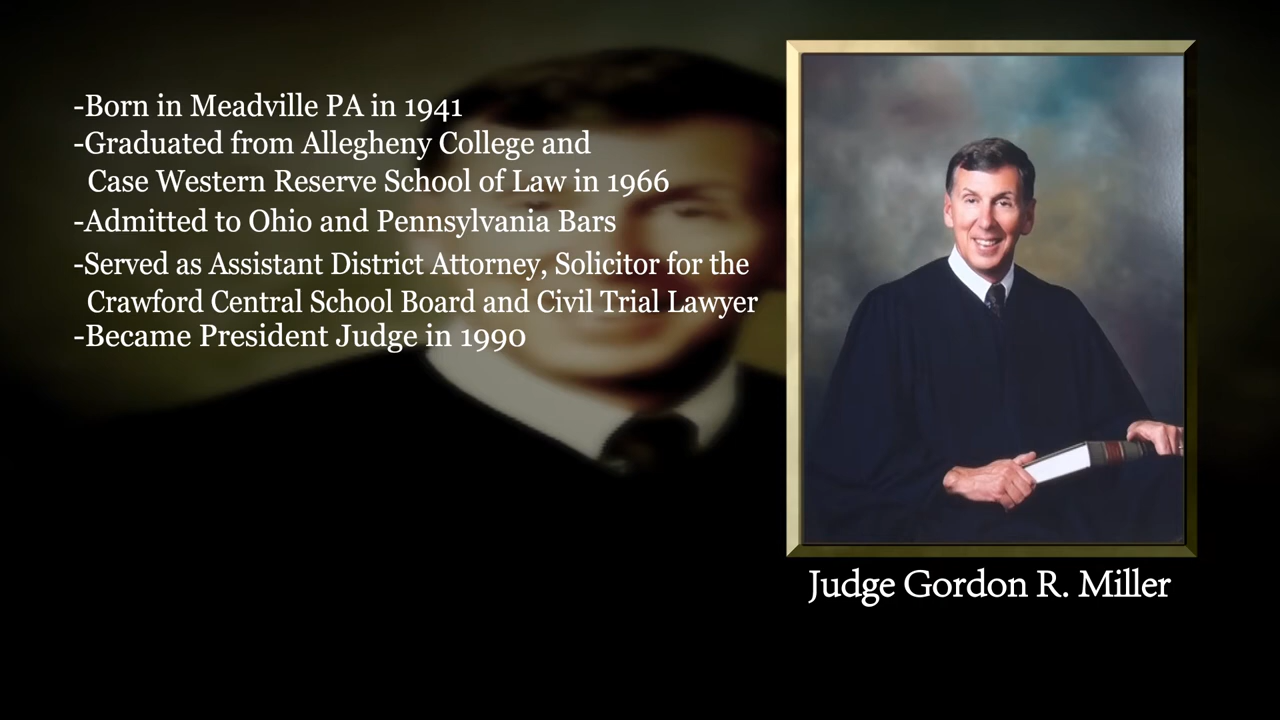 -Born in Meadville PA in 1941
-Graduated from Allegheny College and
Case Western Reserve School of Law in 1966
-Admitted to Ohio and Pennsylvania Bars
-Served as Assistant District Attorney, Solicitor for the
Crawford Central School Board and Civil Trial Lawyer
-Became President Judge in 1990
Judge Gordon R. Miller